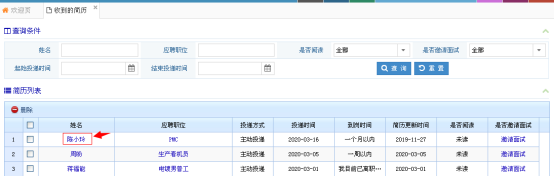 欢迎页 收到的简历
查询条件
姓名 应聘职位 是否阅读 全部 是否邀请面试 全部
起始投递时间 结束投递时间 查 询 重 置
简历列表
删除
姓名 应聘职位 投递方式 投递时间 到岗时间 简历更新时间 是否阅读 是否邀请面试
1 陈小玲 PMC 主动投递 2020-03-16 一个月以内 2019-11-27 未读 邀请面试
2 周旸 生产看机员 主动投递 2020-03-05 一周以内 2020-03-05 未读 邀请面试
3 蒋福能 电镀男普工 主动投递 2020-03-01 我目前已离职… 2020-03-01 未读 邀请面试